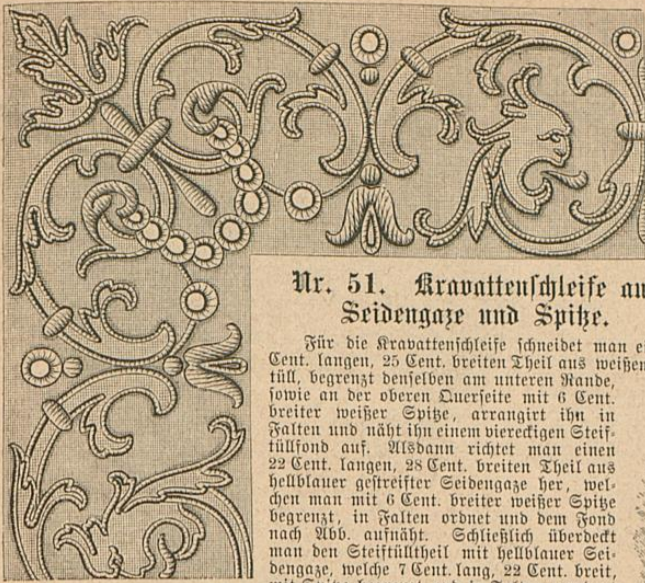 Nr. 51. Kravattenschleife au
Seidengaze und Spitze.
Für die Kravattenschleife schneidet man ei
Cent. langen, 25 Cent. breiten Theil aus weißen
tüll, begrenzt denselben am unteren Rande,
sowie an der oberen Querseite mit 6 Cent.
breiter weißer Spitze, arrangirt ihn in
Falten und näht ihn einem viereckigen Steif-
tüllfond auf. Alsdann richtet man einen
22 Cent. langen, 28 Cent. breiten Theil aus
hellblauer gestreifter Seidengaze her, wel-
chen man mit 6 Cent. breiter weißer Spitze
begrenzt, in Falten ordnet und dem Fond
nach Abb. aufnäht. Schließlich überdeckt
man den Steiftülltheil mit hellblauer Sei-
dengaze, welche 7 Cent. lang, 22 Cent. breit,